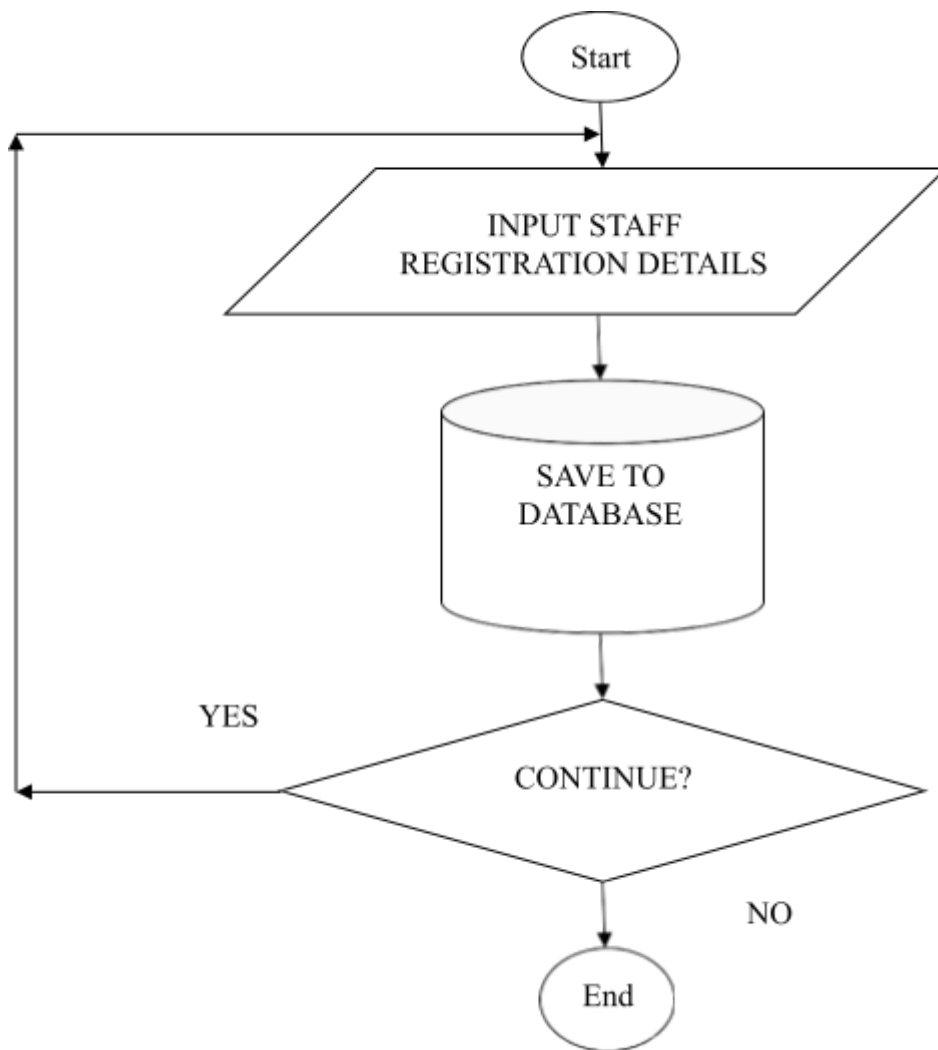 Start
INPUT STAFF
REGISTRATION DETAILS
SAVE TO
DATABASE
YES
CONTINUE?
NO
End